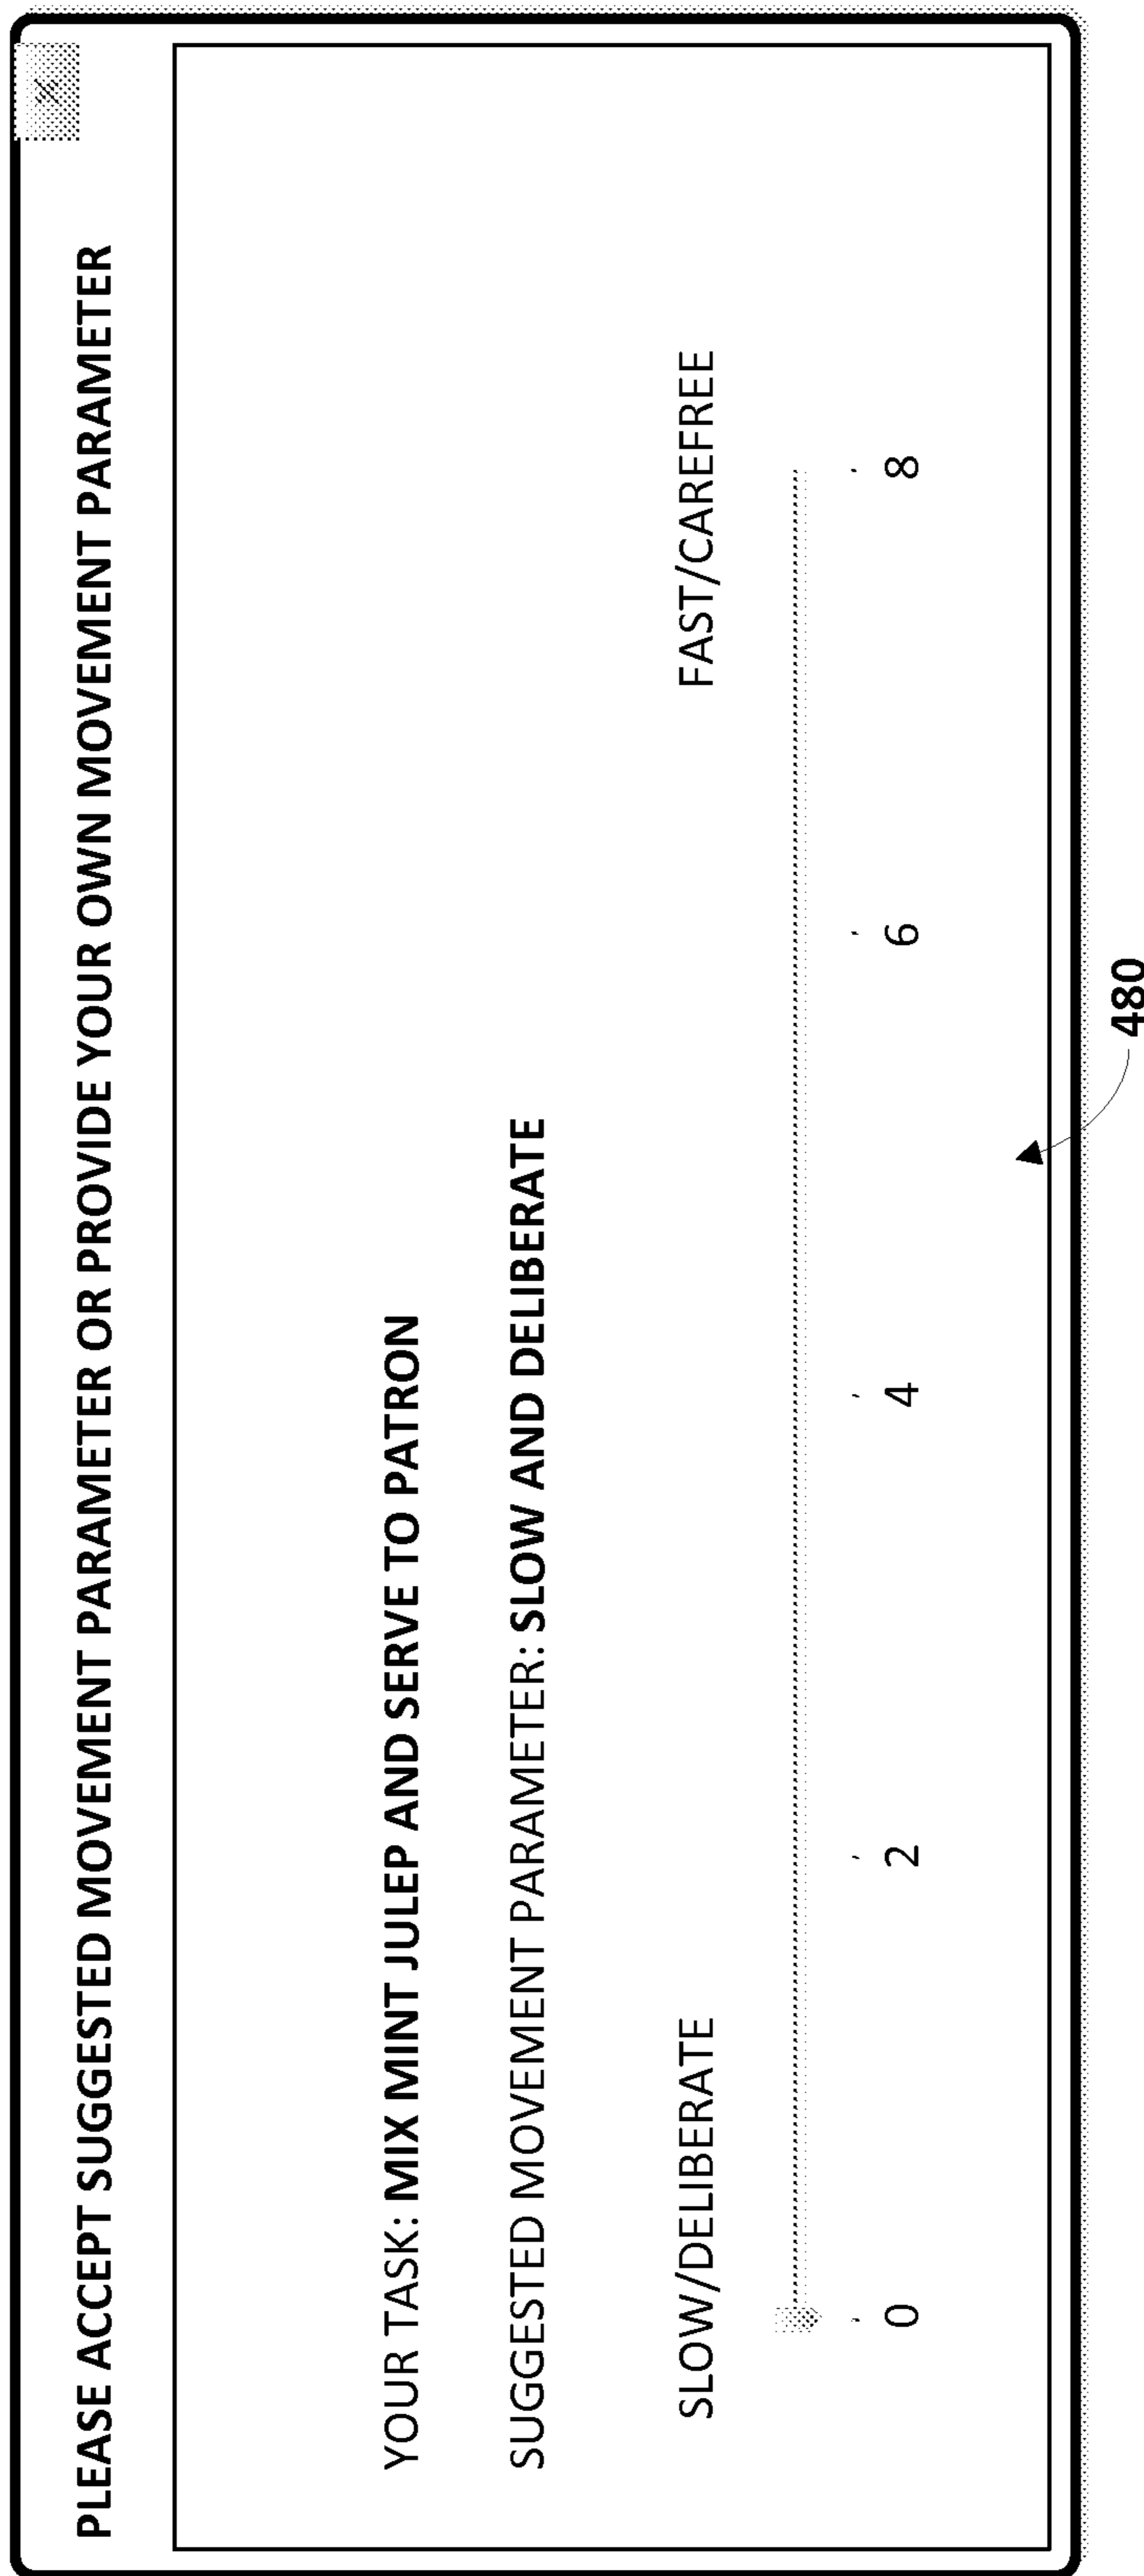 PLEASE ACCEPT SUGGESTED MOVEMENT PARAMETER OR PROVIDE YOUR OWN MOVEMENT PARAMETER
YOUR TASK: MIX MINT JULEP AND SERVE TO PATRON
SUGGESTED MOVEMENT PARAMETER: SLOW AND DELIBERATE
SLOW/DELIBERATE FAST/CAREFREE
0 2 4 6 8
480